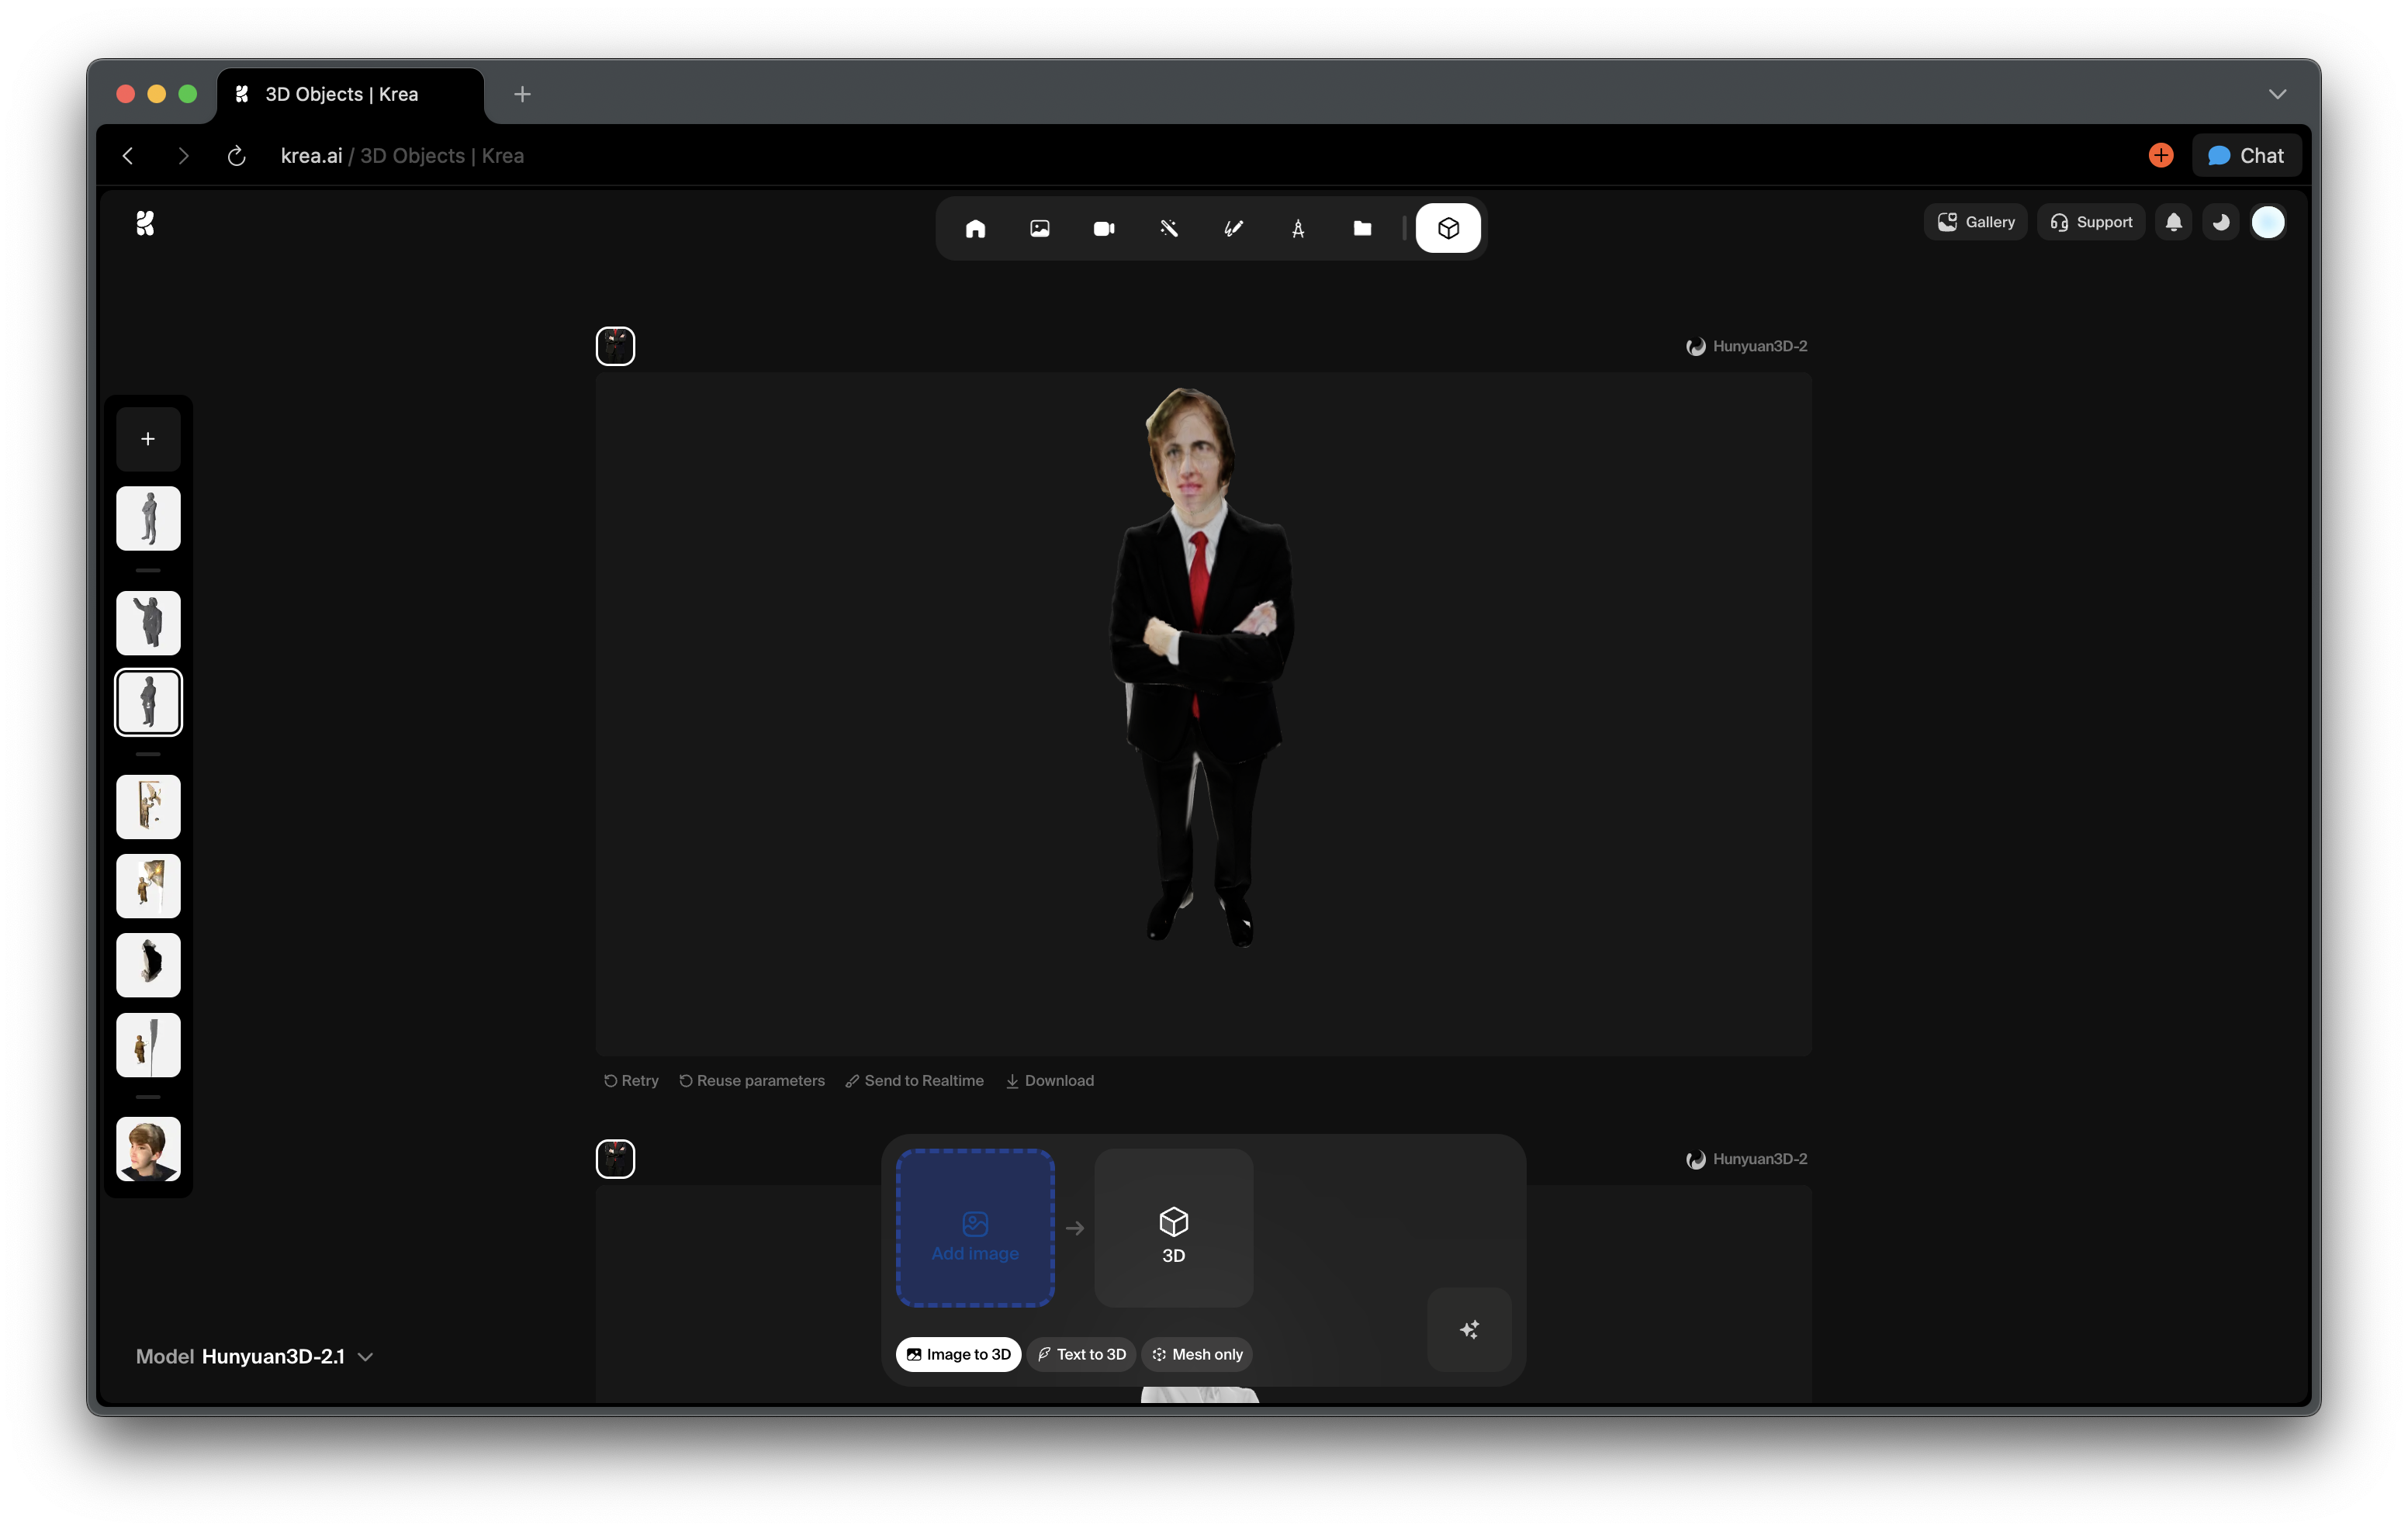 3D Objects | Krea
krea.ai / 3D Objects | Krea
Chat
Gallery
Support
Hunyuan3D-2
Retry
Reuse parameters
Send to Realtime
Download
Hunyuan3D-2
Add image
3D
Model Hunyuan3D-2.1
Image to 3D
Text to 3D
Mesh only